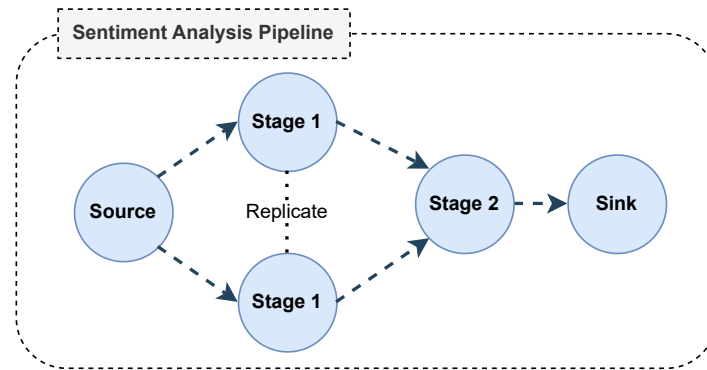 Sentiment Analysis Pipeline
Stage 1
Source
Replicate
Stage 2
Sink
Stage 1